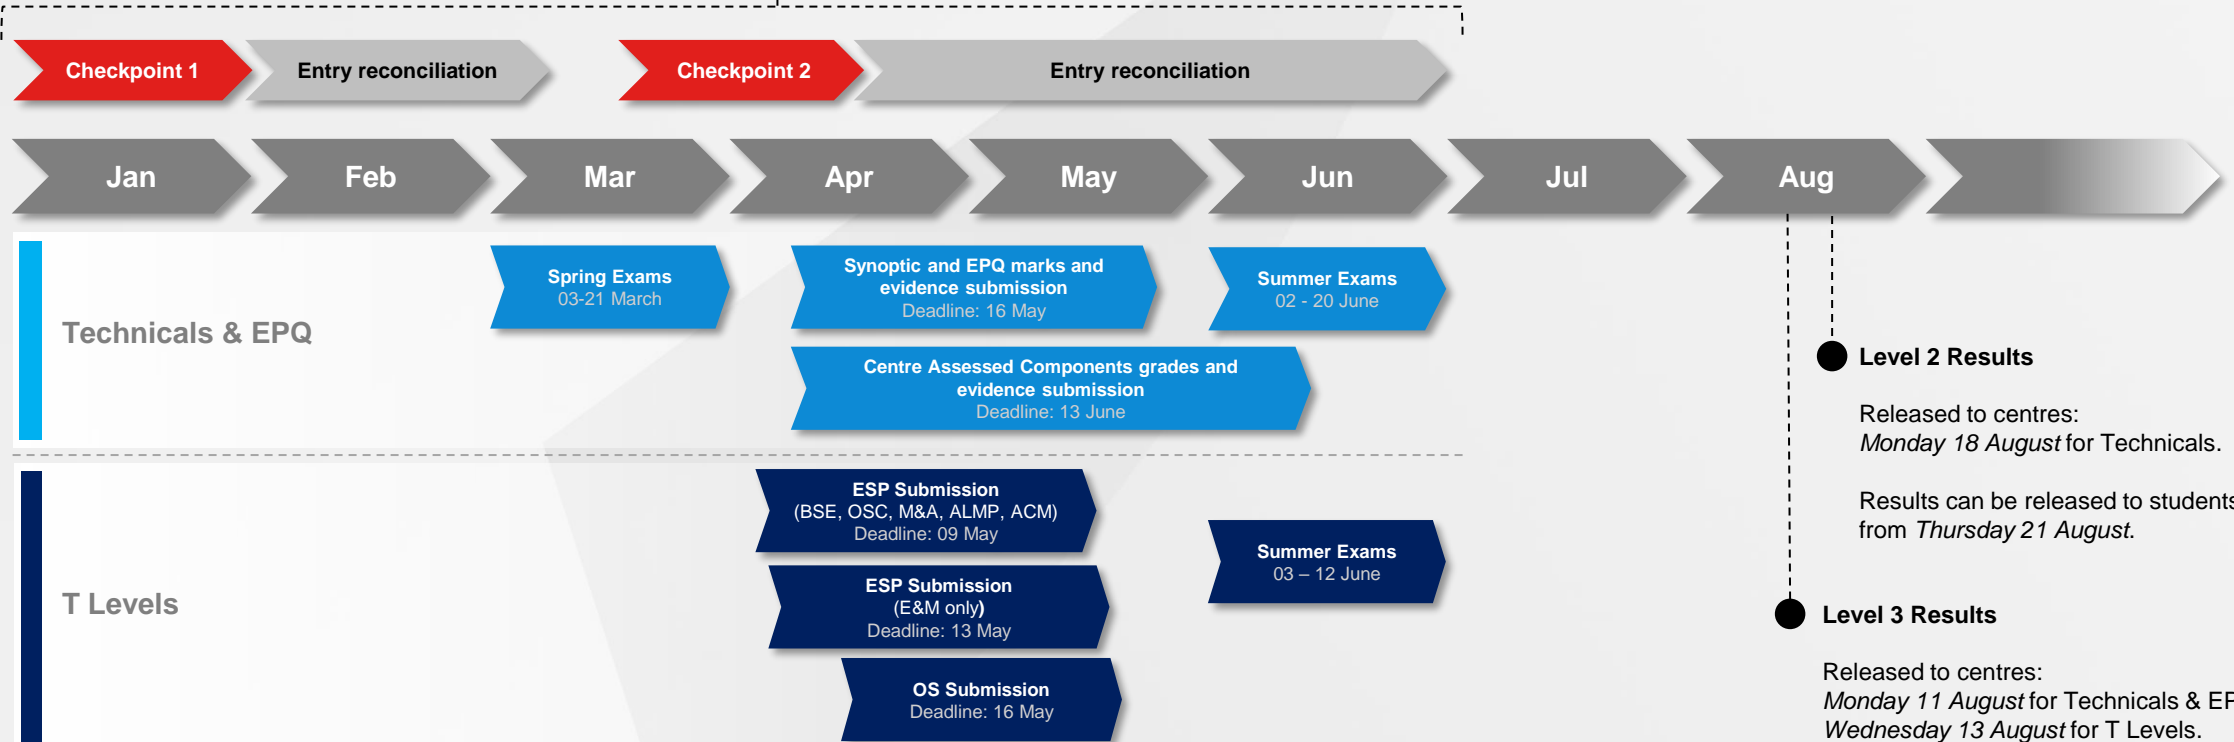 Checkpoint 1
Entry reconciliation
Checkpoint 2
Entry reconciliation
Jan
Feb
Mar
Apr
May
Jun
Jul
Aug
Technicals & EPQ
Spring Exams
03-21 March
Synoptic and EPQ marks and
evidence submission
Deadline: 16 May
Summer Exams
02 - 20 June
Centre Assessed Components grades and
evidence submission
Deadline: 13 June
T Levels
ESP Submission
(BSE, OSC, M&A, ALMP, ACM)
Deadline: 09 May
ESP Submission
(E&M only)
Deadline: 13 May
OS Submission
Deadline: 16 May
Summer Exams
03 – 12 June
Level 2 Results
Released to centres:
Monday 18 August for Technicals.
Results can be released to students
from Thursday 21 August.
Level 3 Results
Released to centres:
Monday 11 August for Technicals &
Wednesday 13 August for T Levels.